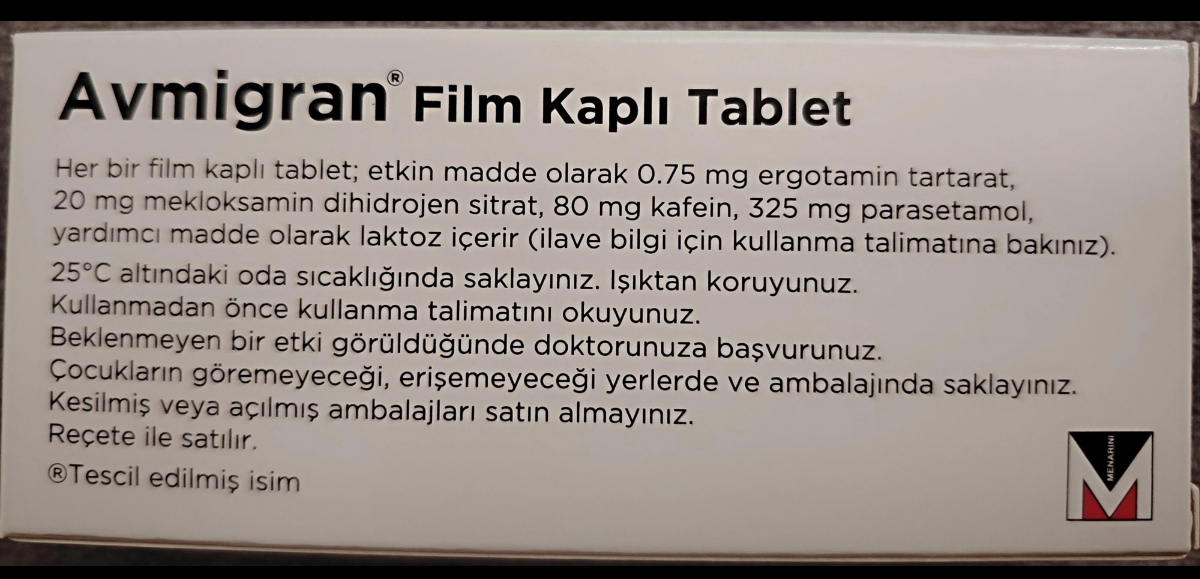 Avmigran® Film Kaplı Tablet
Her bir film kaplı tablet; etkin madde olarak 0.75 mg ergotamin tartarat,
20 mg mekloksamin dihidrojen sitrat, 80 mg kafein, 325 mg parasetamol,
yardımcı madde olarak laktoz içerir (ilave bilgi için kullanma talimatına bakınız).
25°C altındaki oda sıcaklığında saklayınız. Işıktan koruyunuz.
Kullanmadan önce kullanma talimatını okuyunuz.
Beklenmeyen bir etki görüldüğünde doktorunuza başvurunuz.
Çocukların göremeyeceği, erişemeyeceği yerlerde ve ambalajında saklayınız.
Kesilmiş veya açılmış ambalajları satın almayınız.
Reçete ile satılır.
®Tescil edilmiş isim
MENARINI